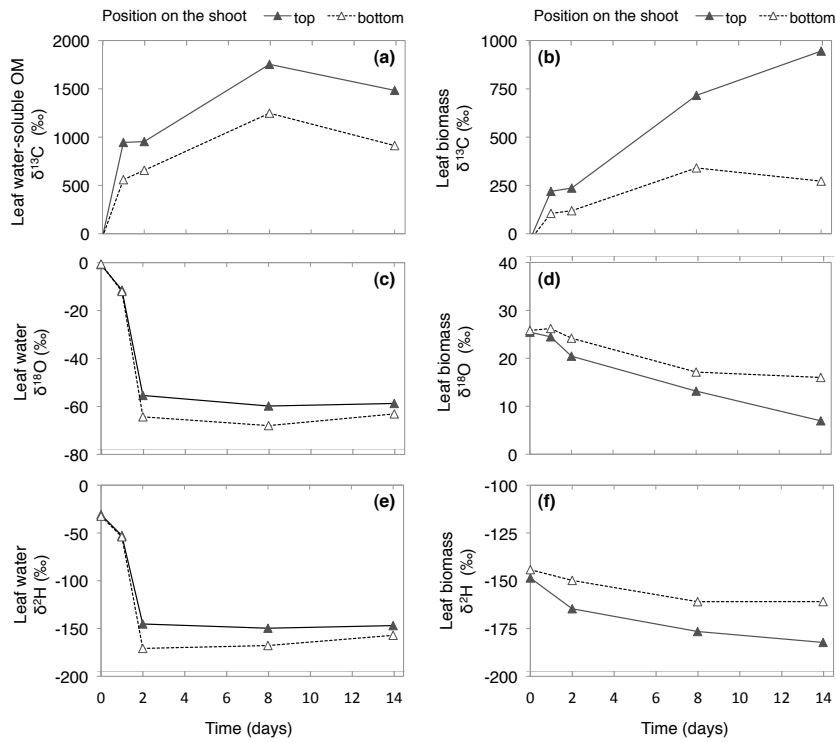 Position on the shoot top bottom
Position on the shoot top bottom
(a)
Leaf water-soluble OM
δ¹³C (‰)
2000
1500
1000
500
0
(b)
Leaf biomass
δ¹³C (‰)
1000
750
500
250
0
(c)
Leaf water
δ¹⁸O (‰)
0
-20
-40
-60
-80
(d)
Leaf biomass
δ¹⁸O (‰)
40
30
20
10
0
(e)
Leaf water
δ²H (‰)
0
-50
-100
-150
-200
0 2 4 6 8 10 12 14
Time (days)
(f)
Leaf biomass
δ²H (‰)
-100
-125
-150
-175
-200
0 2 4 6 8 10 12 14
Time (days)